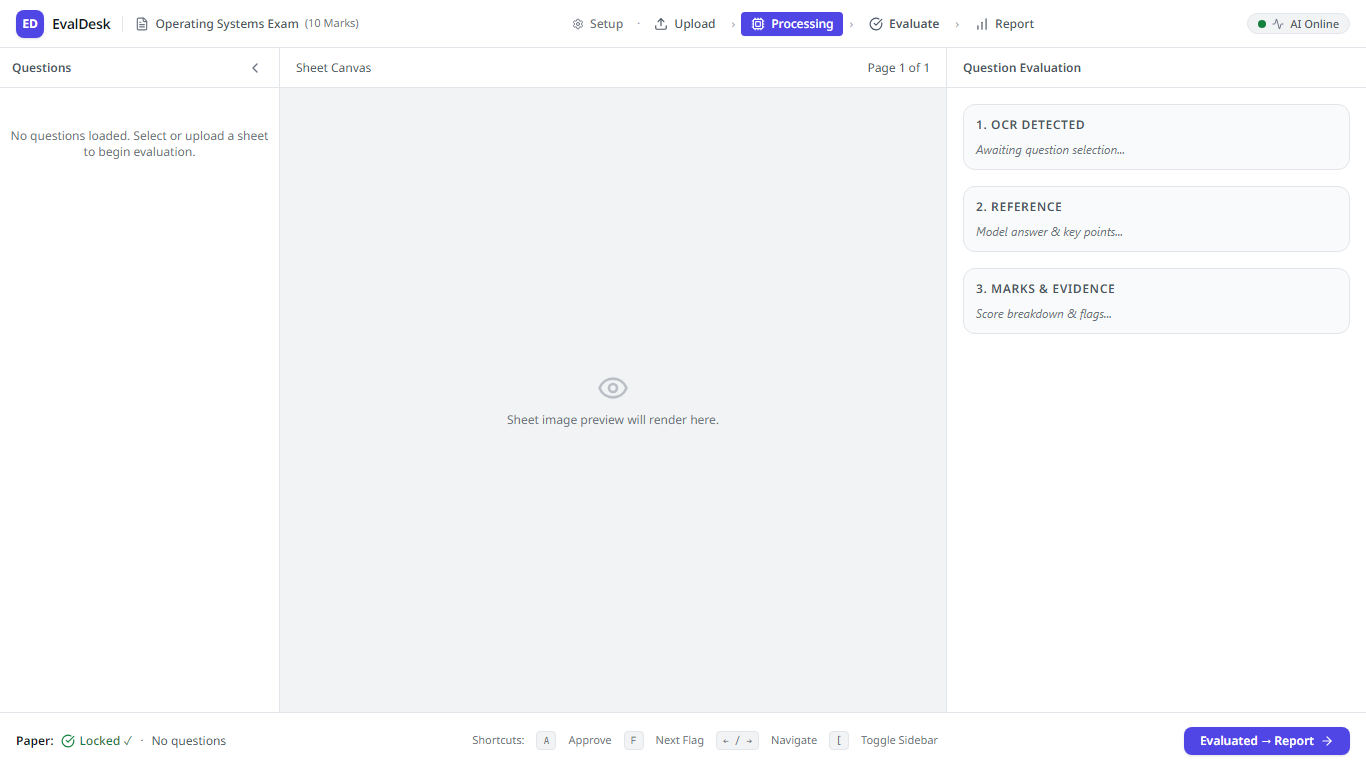 ED EvalDesk Operating Systems Exam (10 Marks) Setup · Upload › Processing › Evaluate › Report AI Online
Questions Sheet Canvas Page 1 of 1 Question Evaluation
No questions loaded. Select or upload a sheet
to begin evaluation.
Sheet image preview will render here.
1. OCR DETECTED
Awaiting question selection...
2. REFERENCE
Model answer & key points...
3. MARKS & EVIDENCE
Score breakdown & flags...
Paper: Locked ✓ · No questions Shortcuts: A Approve F Next Flag ← / → Navigate [ Toggle Sidebar Evaluated → Report →